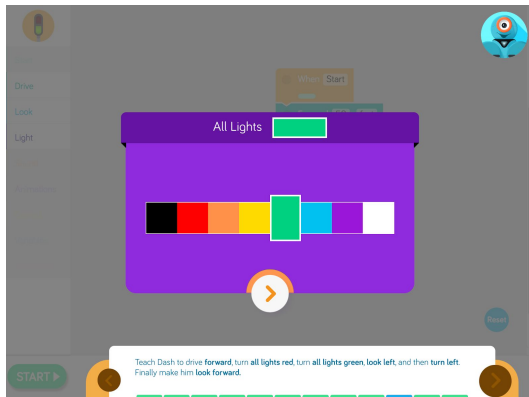 When Start
Drive
Look
Light
All Lights
Reset
Teach Dash to drive forward, turn all lights red, turn all lights green, look left, and then turn left.
Finally make him look forward.
START